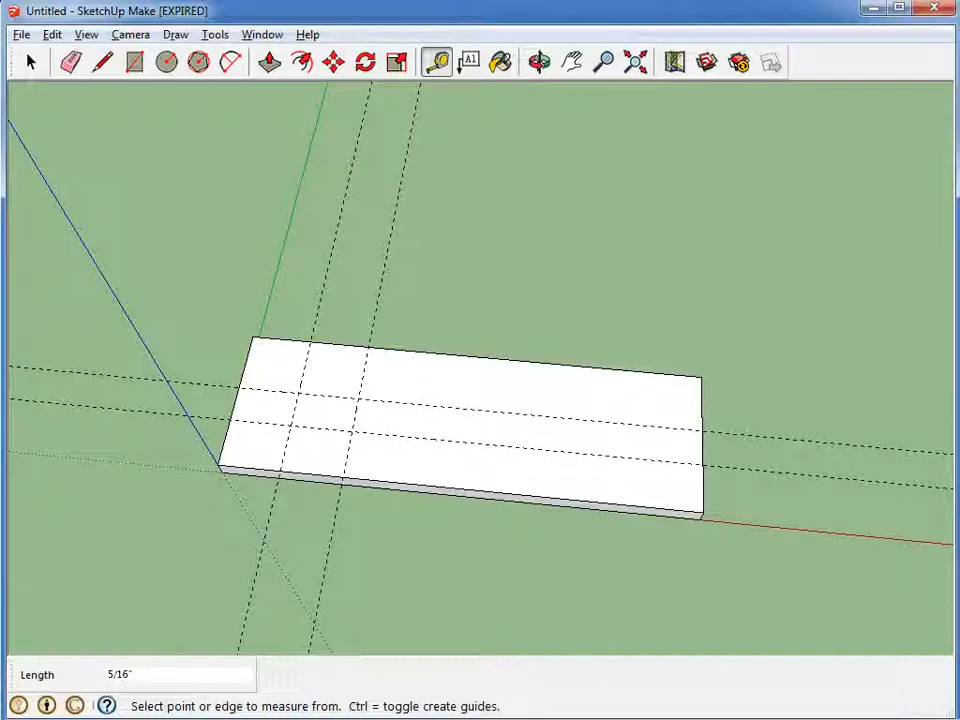 Untitled - SketchUp Make [EXPIRED]
File Edit View Camera Draw Tools Window Help
A1
Length 5/16"
Select point or edge to measure from. Ctrl = toggle create guides.